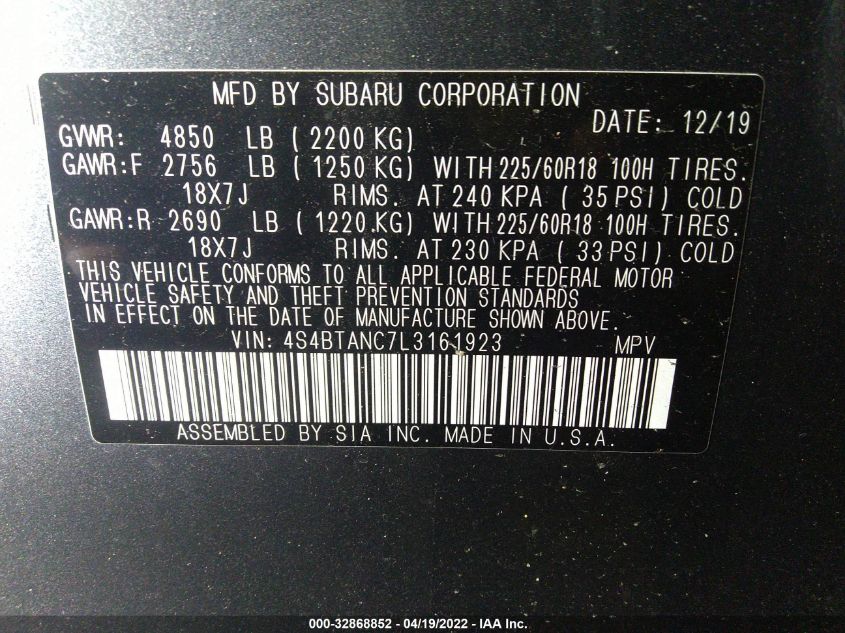 MFD BY SUBARU CORPORATION
DATE: 12/19
GVWR: 4850 LB ( 2200 KG)
GAWR:F 2756 LB ( 1250 KG) WITH 225/60R18 100H TIRES.
18X7J RIMS. AT 240 KPA ( 35 PSI) COLD
GAWR:R 2690 LB ( 1220 KG) WITH 225/60R18 100H TIRES.
18X7J RIMS. AT 230 KPA ( 33 PSI) COLD
THIS VEHICLE CONFORMS TO ALL APPLICABLE FEDERAL MOTOR
VEHICLE SAFETY AND THEFT PREVENTION STANDARDS
IN EFFECT ON THE DATE OF MANUFACTURE SHOWN ABOVE.
VIN: 4S4BTANC7L3161923 MPV
ASSEMBLED BY SIA INC. MADE IN U.S.A.
000-32868852 - 04/19/2022 - IAA Inc.